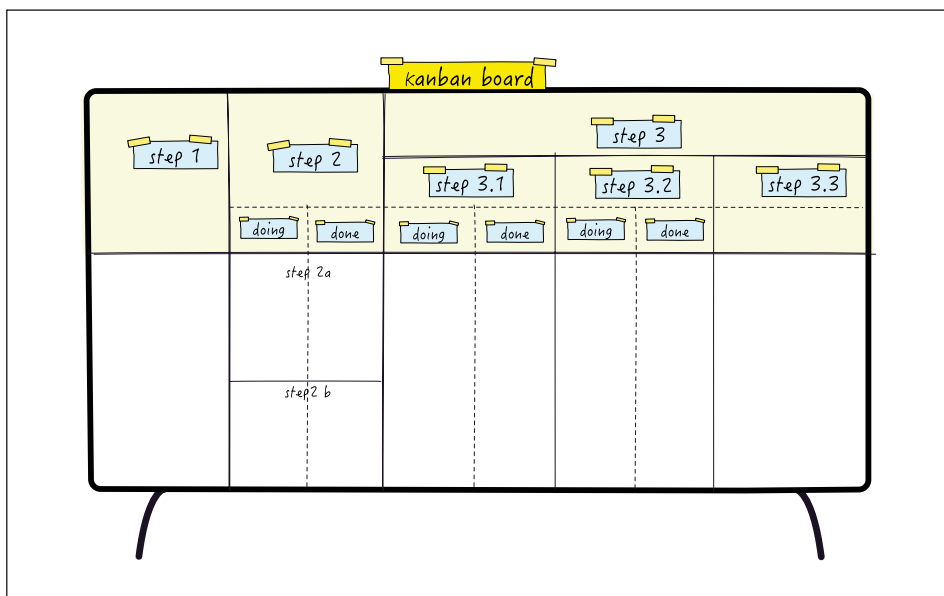 kanban board
step 1
step 2
step 3
step 3.1
step 3.2
step 3.3
doing
done
doing
done
doing
done
step 2a
step2 b